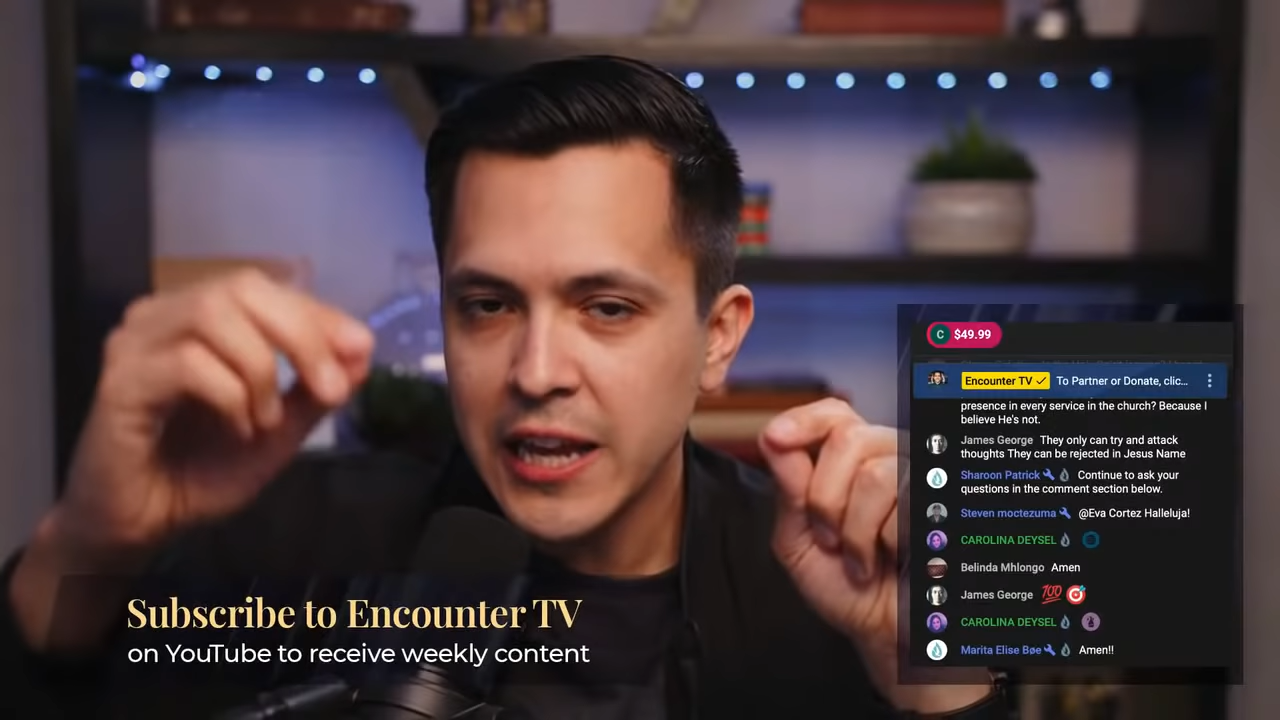 $49.99
C
Encounter TV ✓ To Partner or Donate, clic...
presence in every service in the church? Because I
believe He's not.
James George They only can try and attack
thoughts They can be rejected in Jesus Name
Sharoon Patrick Continue to ask your
questions in the comment section below.
Steven moctezuma @Eva Cortez Halleluja!
CAROLINA DEYSEL
Belinda Mhlongo Amen
James George 💯 🎯
CAROLINA DEYSEL
Marita Elise Bøe Amen!!
Subscribe to Encounter TV
on YouTube to receive weekly content